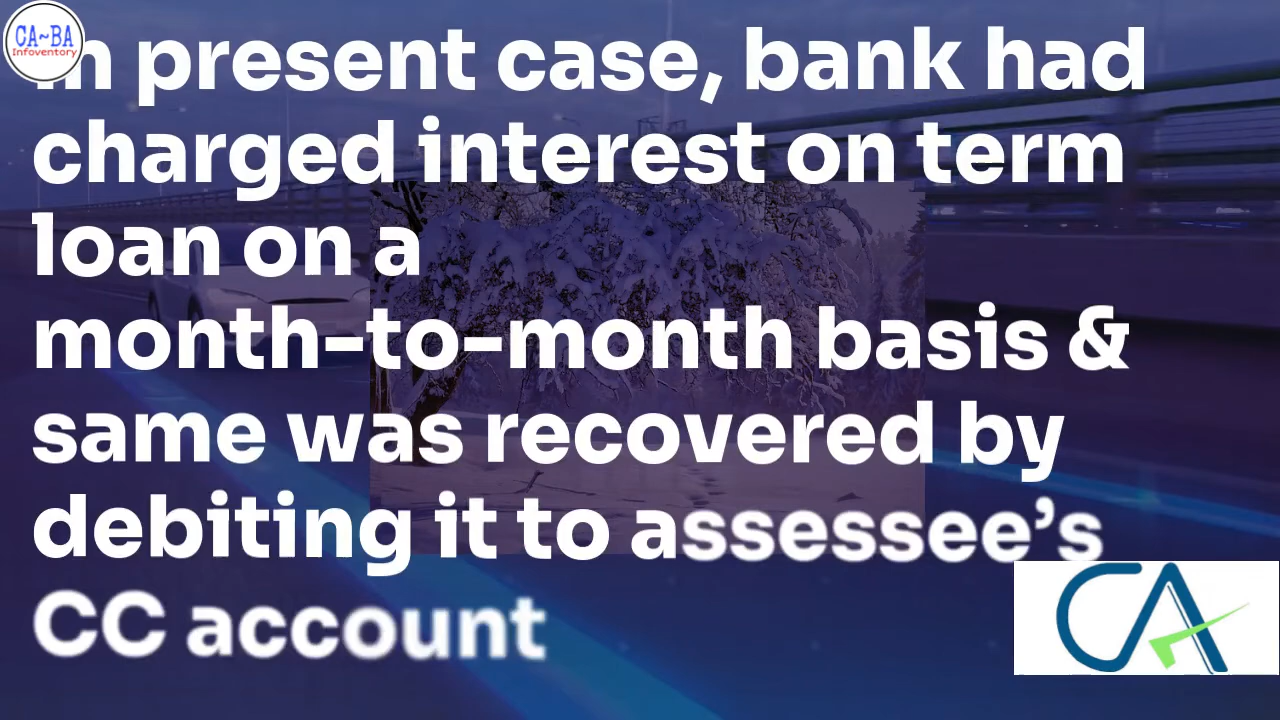 CA~BA
Infoventory
In present case, bank had
charged interest on term
loan on a
month-to-month basis &
same was recovered by
debiting it to assessee’s
CC account
CA